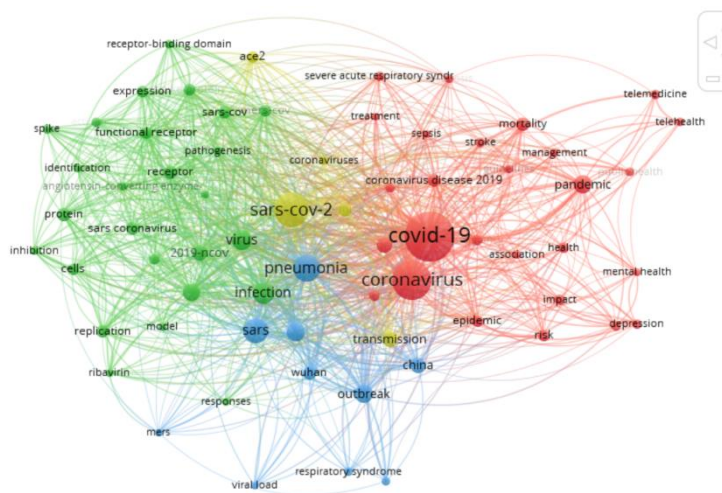 receptor-binding domain
ace2
expression
severe acute respiratory syndr
telemedicine
sars-cov
treatment
mortality
telehealth
spike
functional receptor
sepsis
stroke
pathogenesis
coronaviruses
management
identification
receptor
coronavirus disease 2019
pandemic
angiotensin-converting enzyme
protein
sars-cov-2
sars coronavirus
virus
covid-19
inhibition
2019-ncov
association
health
cells
pneumonia
coronavirus
mental health
infection
impact
replication
model
sars
transmission
epidemic
risk
depression
ribavirin
wuhan
china
responses
outbreak
mers
respiratory syndrome
viral load